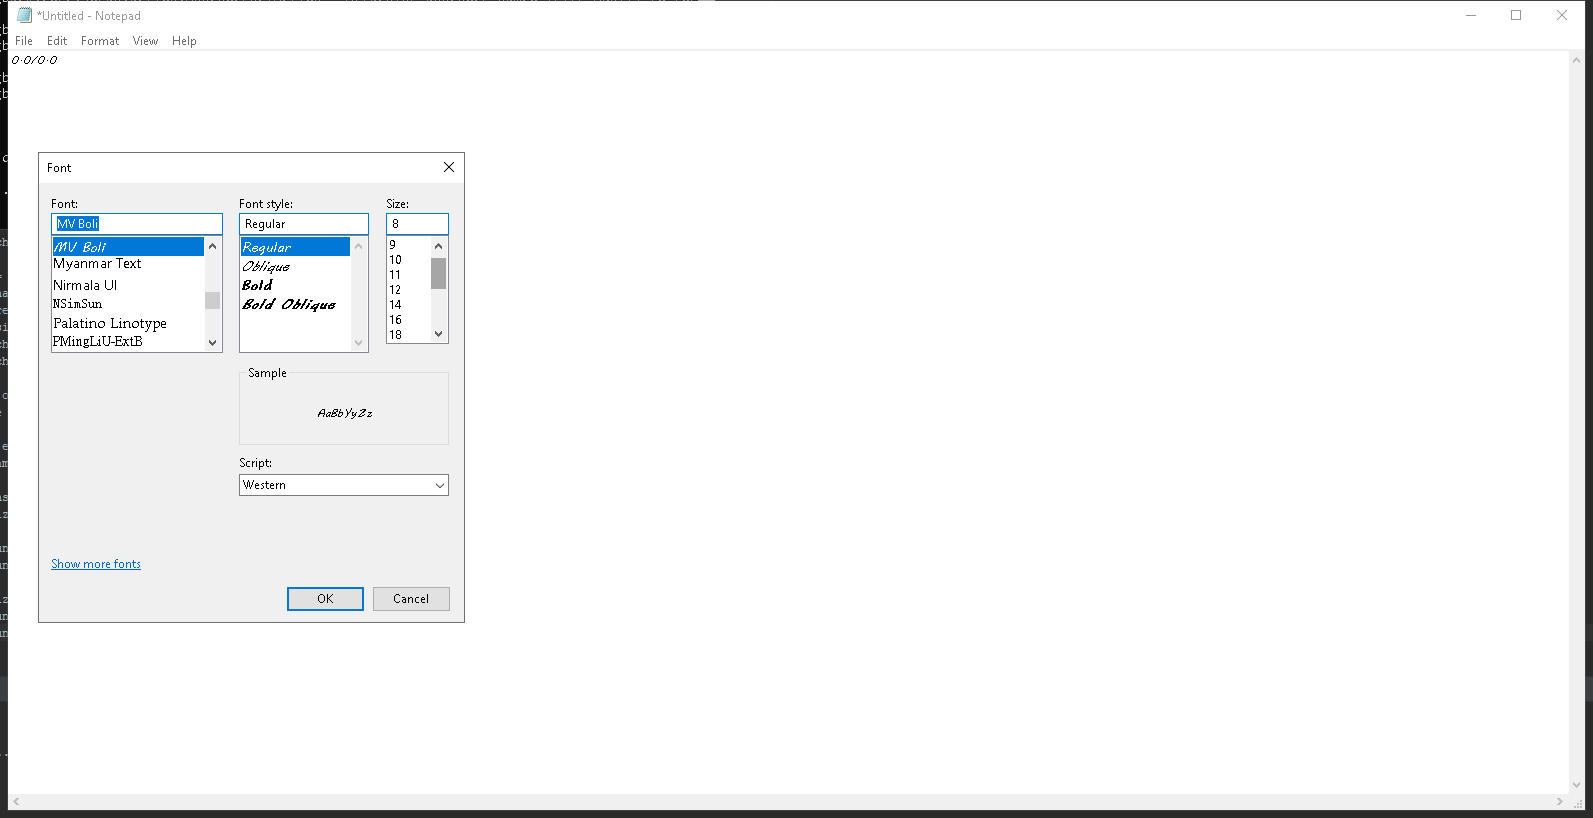 *Untitled - Notepad
File Edit Format View Help
0.0/0.0
Font
Font:
MV Boli
MV Boli
Myanmar Text
Nirmala UI
NSimSun
Palatino Linotype
PMingLiU-ExtB
Font style:
Regular
Regular
Oblique
Bold
Bold Oblique
Size:
8
9
10
11
12
14
16
18
Sample
AaBbYyZz
Script:
Western
Show more fonts
OK Cancel